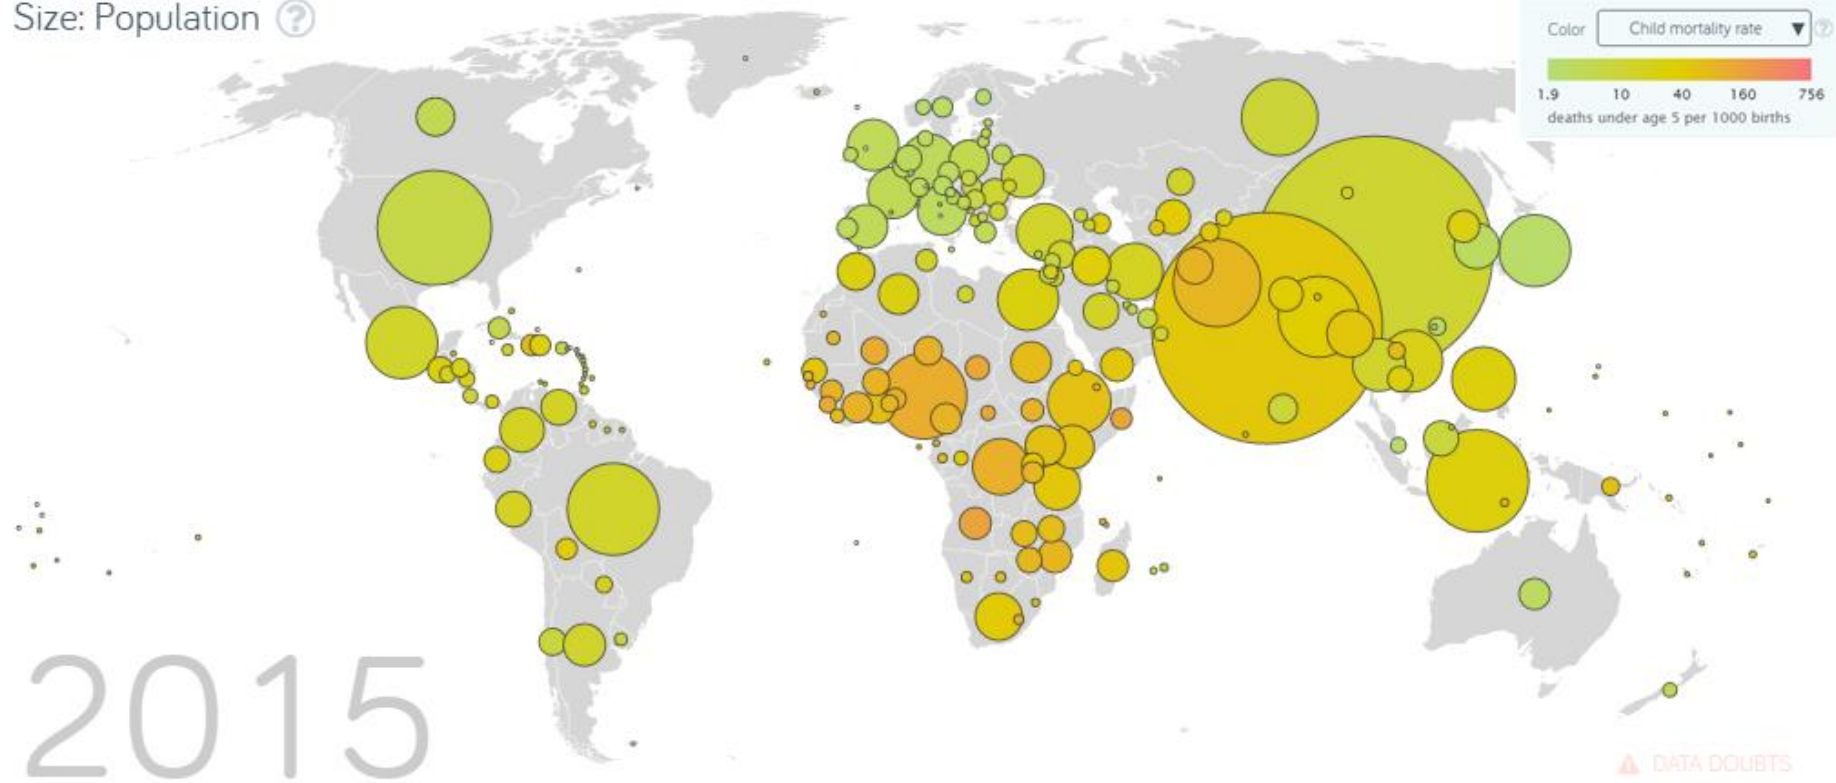 Size: Population ?
Color Child mortality rate ▼ ?
1.9 10 40 160 756
deaths under age 5 per 1000 births
2015
DATA DOUBTS